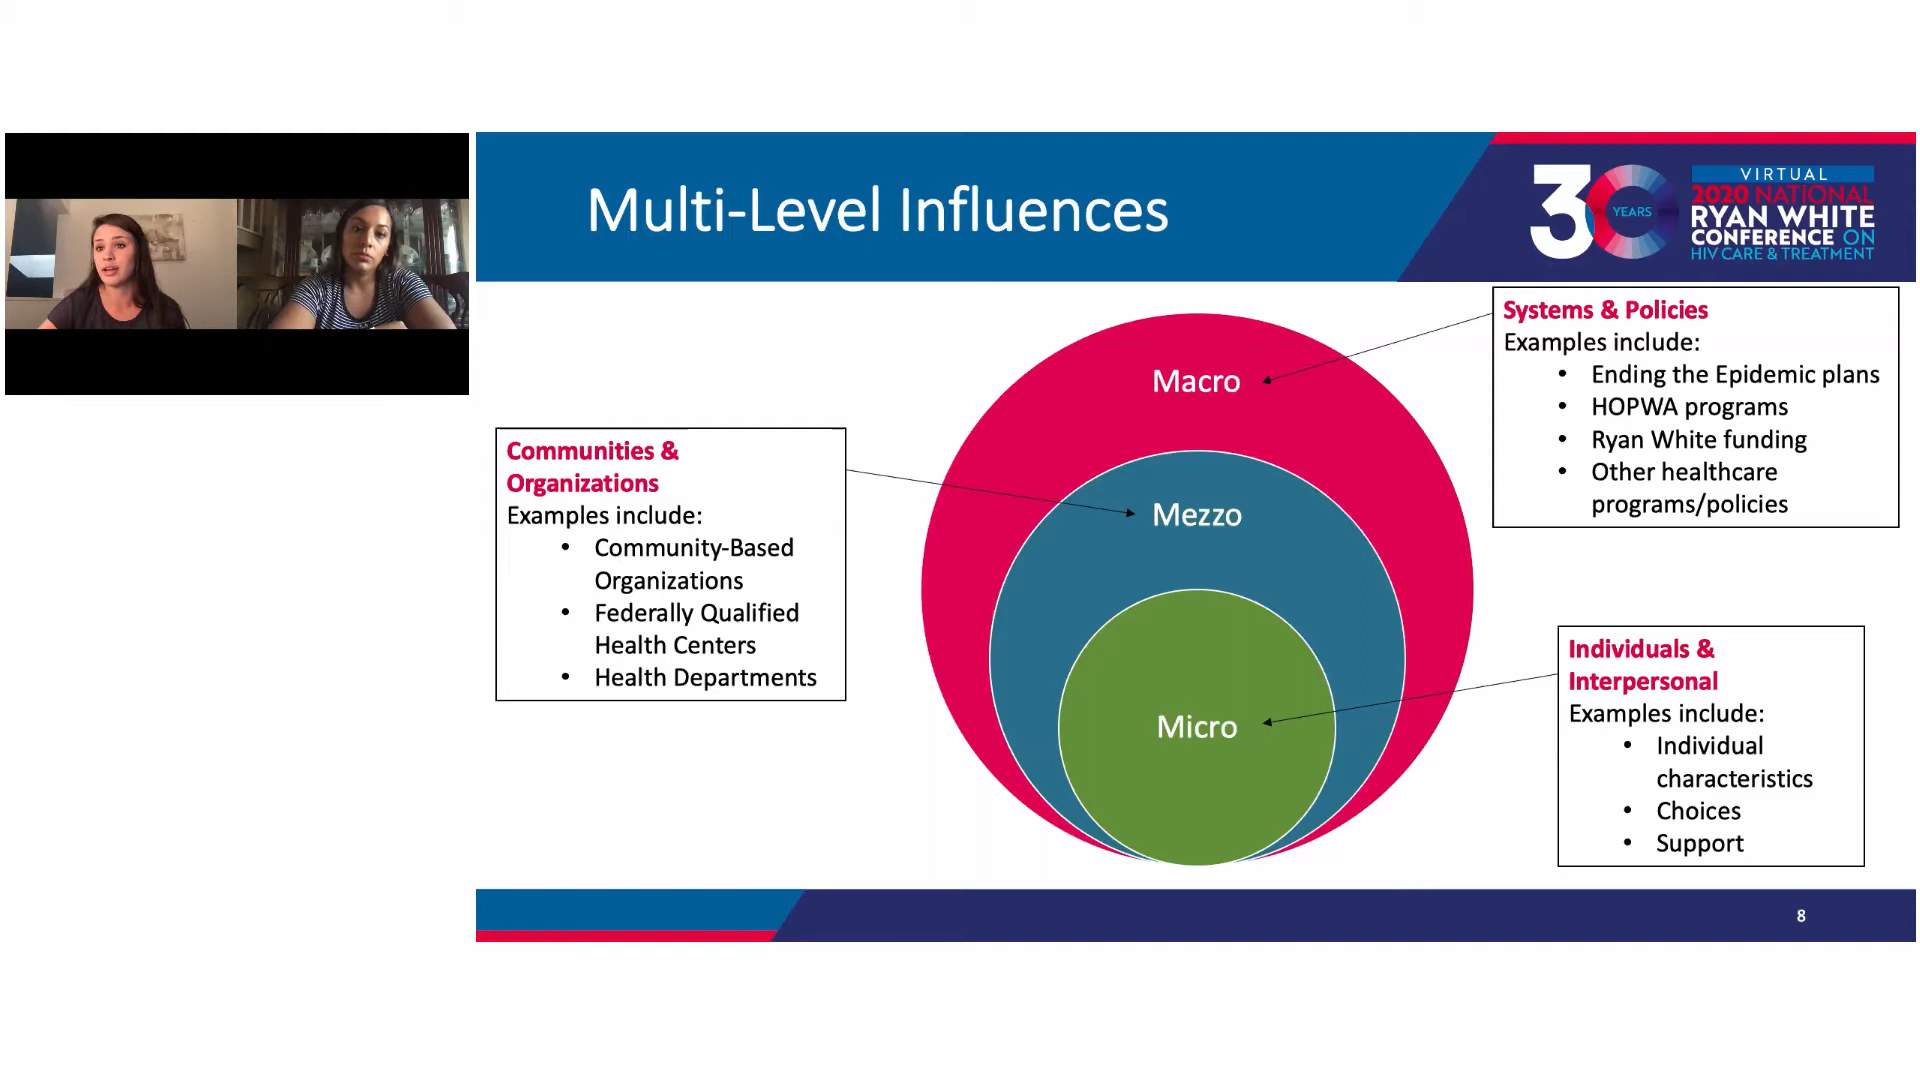 Multi-Level Influences
30
YEARS
VIRTUAL
2020 NATIONAL
RYAN WHITE
CONFERENCE ON
HIV CARE & TREATMENT
Systems & Policies
Examples include:
• Ending the Epidemic plans
• HOPWA programs
• Ryan White funding
• Other healthcare
programs/policies
Macro
Communities &
Organizations
Examples include:
• Community-Based
Organizations
• Federally Qualified
Health Centers
• Health Departments
Mezzo
Individuals &
Interpersonal
Examples include:
• Individual
characteristics
• Choices
• Support
Micro
8